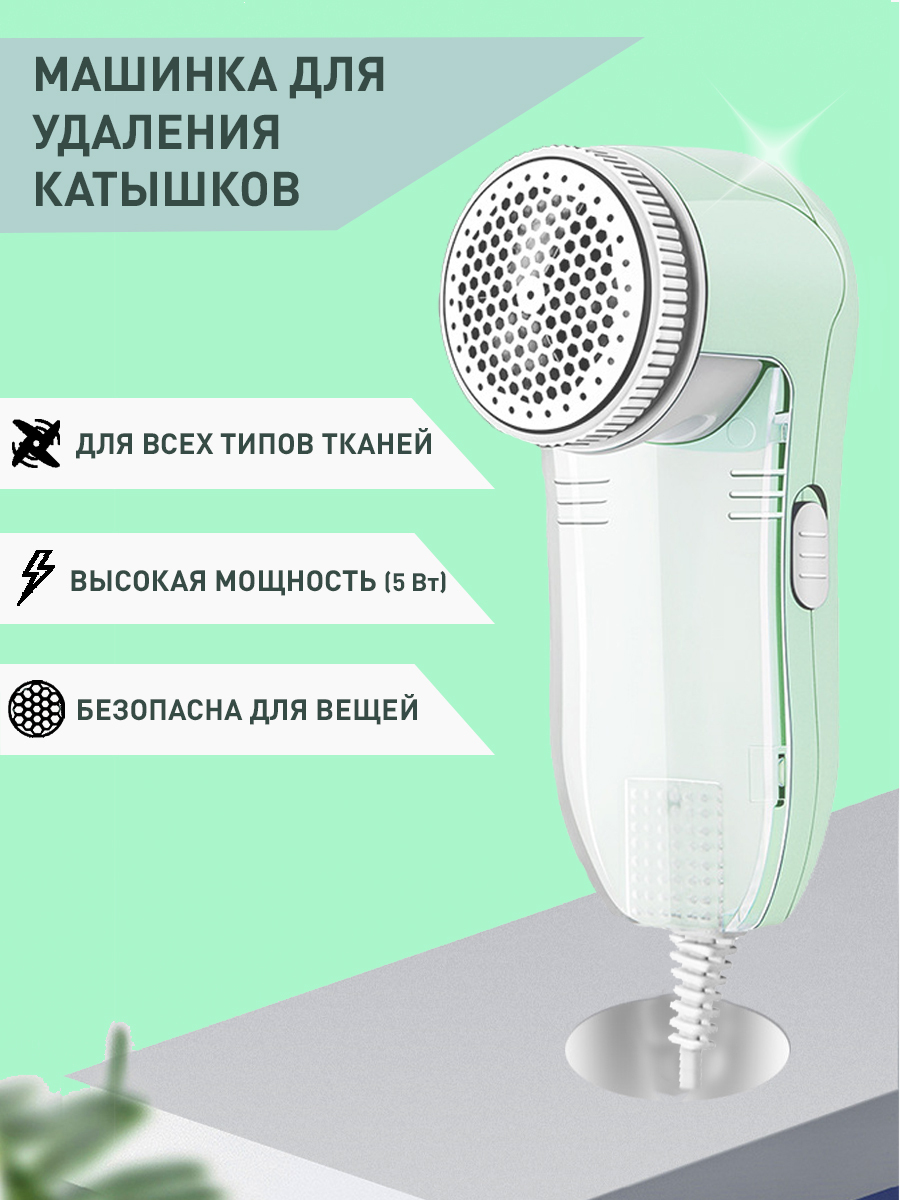 МАШИНКА ДЛЯ
УДАЛЕНИЯ
КАТЫШКОВ
ДЛЯ ВСЕХ ТИПОВ ТКАНЕЙ
ВЫСОКАЯ МОЩНОСТЬ (5 Вт)
БЕЗОПАСНА ДЛЯ ВЕЩЕЙ